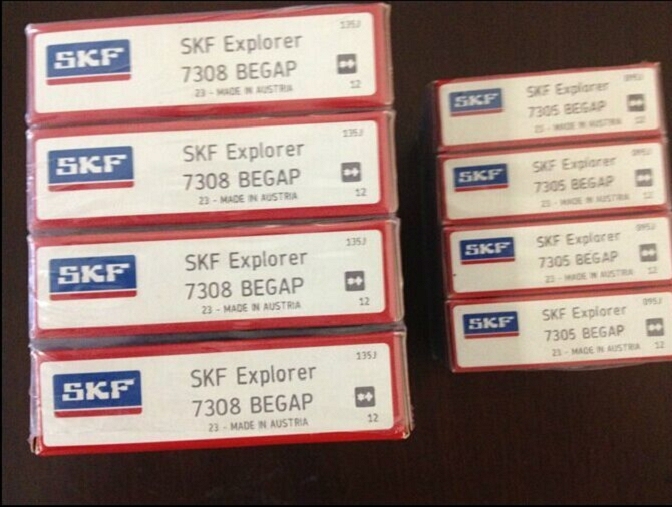 135J
SKF
SKF Explorer
7308 BEGAP
23 - MADE IN AUSTRIA
12
135J
SKF
SKF Explorer
7308 BEGAP
23 - MADE IN AUSTRIA
12
135J
SKF
SKF Explorer
7308 BEGAP
23 - MADE IN AUSTRIA
12
135J
SKF
SKF Explorer
7308 BEGAP
23 - MADE IN AUSTRIA
12
095J
SKF
SKF Explorer
7305 BEGAP
23 - MADE IN AUSTRIA
12
095J
SKF
SKF Explorer
7305 BEGAP
23 - MADE IN AUSTRIA
12
095J
SKF
SKF Explorer
7305 BEGAP
23 - MADE IN AUSTRIA
12
095J
SKF
SKF Explorer
7305 BEGAP
23 - MADE IN AUSTRIA
12